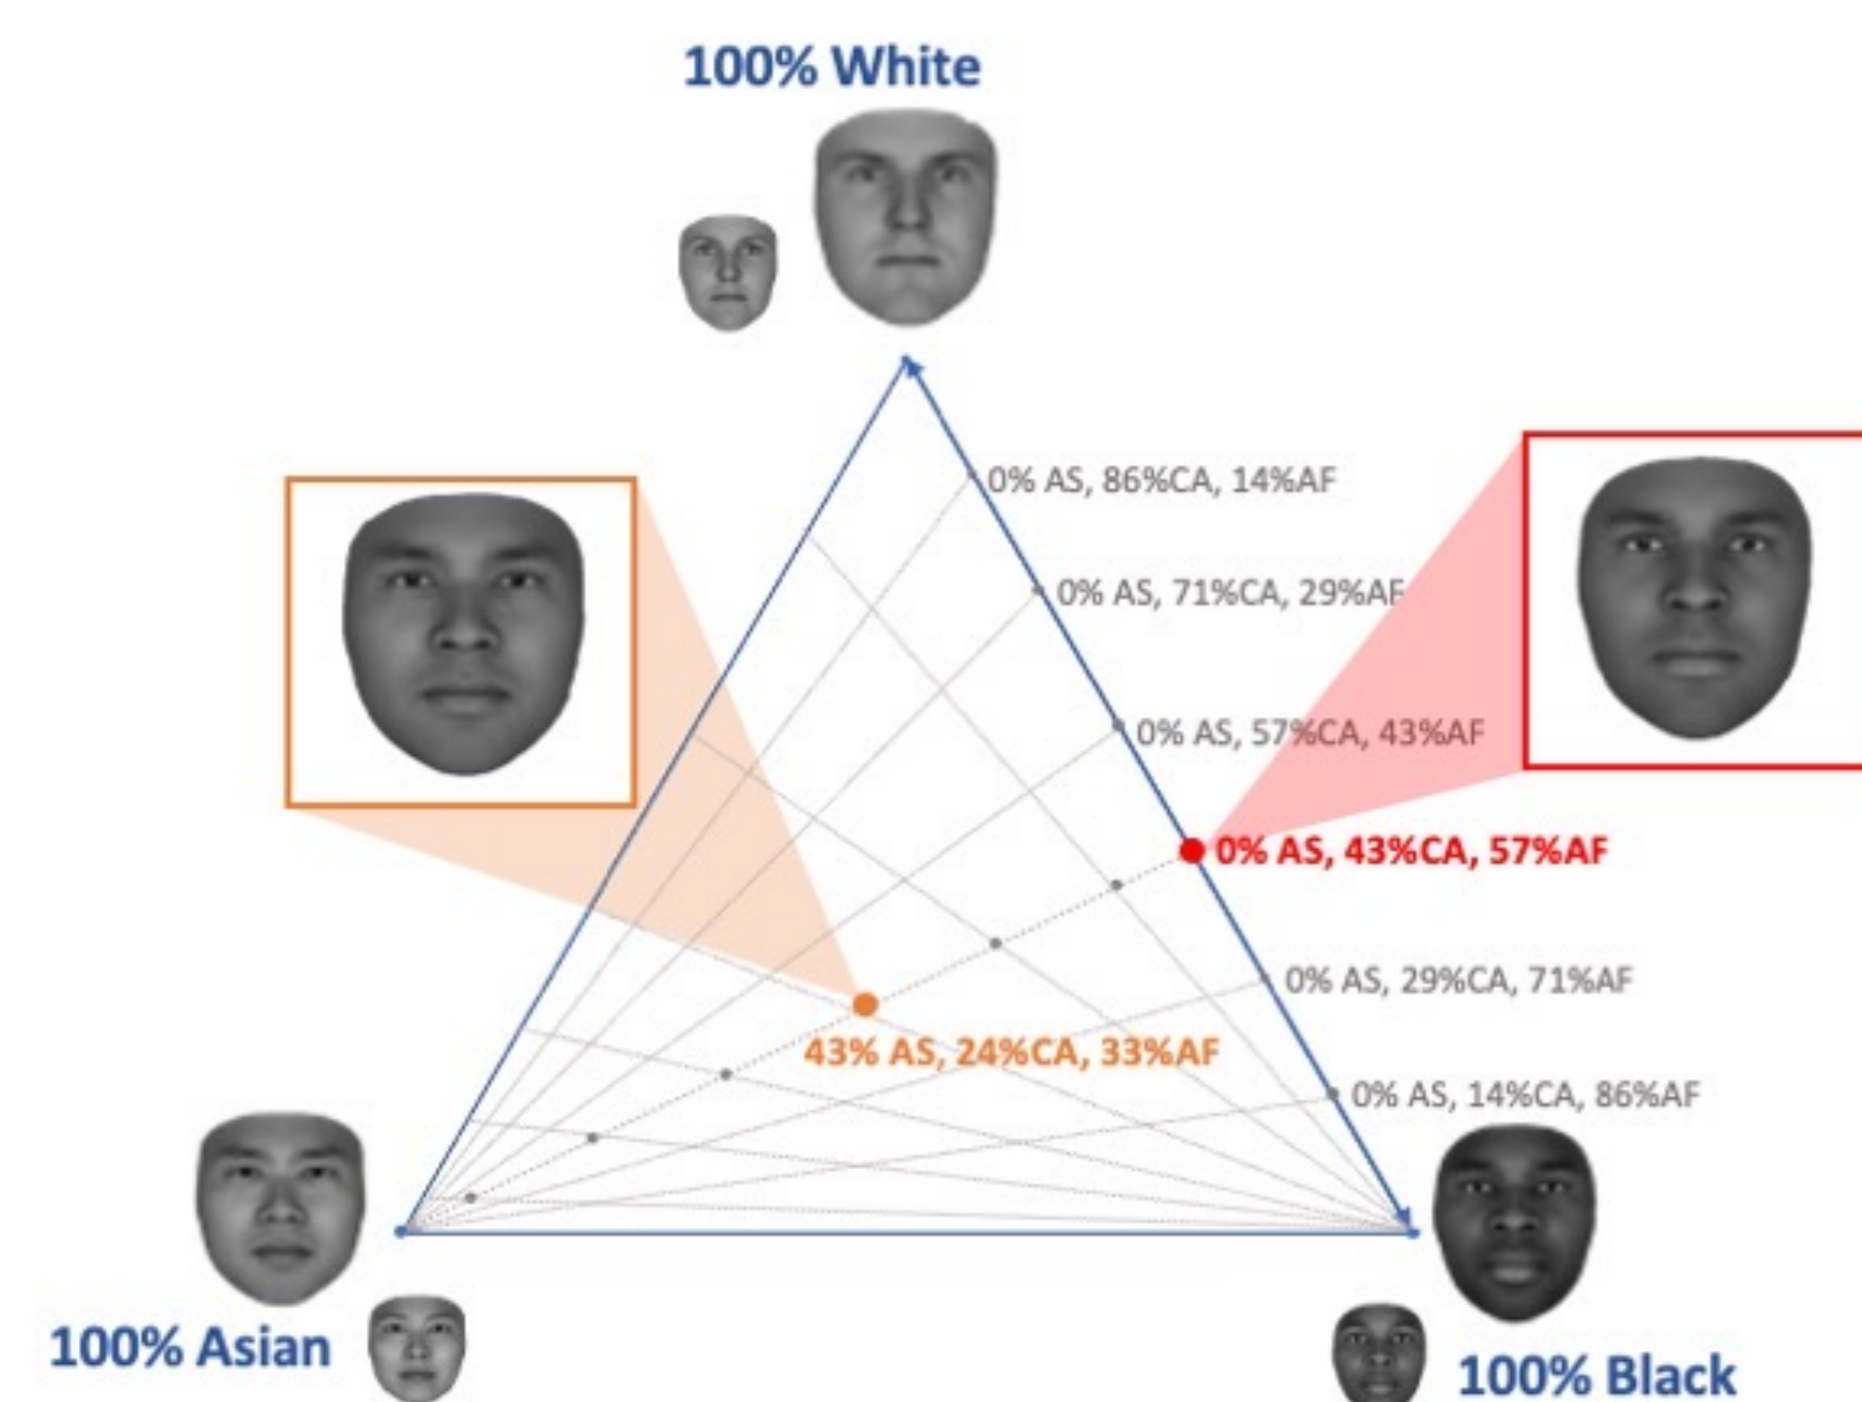 100% White
0% AS, 86%CA, 14%AF
0% AS, 71%CA, 29%AF
0% AS, 57%CA, 43%AF
0% AS, 43%CA, 57%AF
0% AS, 29%CA, 71%AF
43% AS, 24%CA, 33%AF
0% AS, 14%CA, 86%AF
100% Asian
100% Black